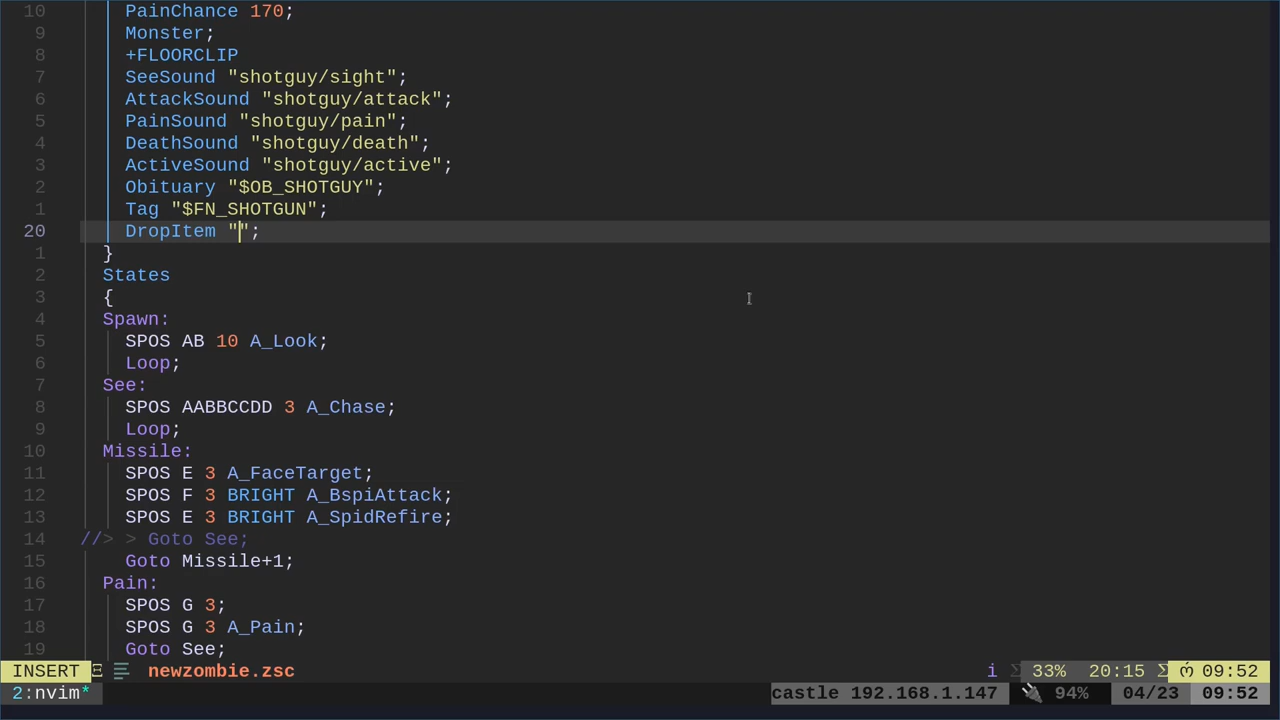 10 PainChance 170;
9 Monster;
8 +FLOORCLIP
7 SeeSound "shotguy/sight";
6 AttackSound "shotguy/attack";
5 PainSound "shotguy/pain";
4 DeathSound "shotguy/death";
3 ActiveSound "shotguy/active";
2 Obituary "$OB_SHOTGUY";
1 Tag "$FN_SHOTGUN";
20 DropItem "";
1 }
2 States
3 {
4 Spawn:
5 SPOS AB 10 A_Look;
6 Loop;
7 See:
8 SPOS AABBCCDD 3 A_Chase;
9 Loop;
10 Missile:
11 SPOS E 3 A_FaceTarget;
12 SPOS F 3 BRIGHT A_BspiAttack;
13 SPOS E 3 BRIGHT A_SpidRefire;
14 //> > Goto See;
15 Goto Missile+1;
16 Pain:
17 SPOS G 3;
18 SPOS G 3 A_Pain;
19 Goto See;
INSERT newzombie.zsc i 33% 20:15 09:52
2:nvim* castle 192.168.1.147 94% 04/23 09:52